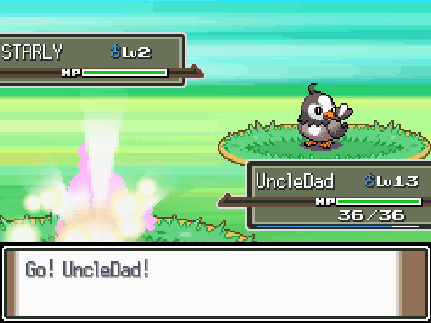 STARLY ♂Lv2
HP
UncleDad ♂Lv13
HP
36/36
Go! UncleDad!